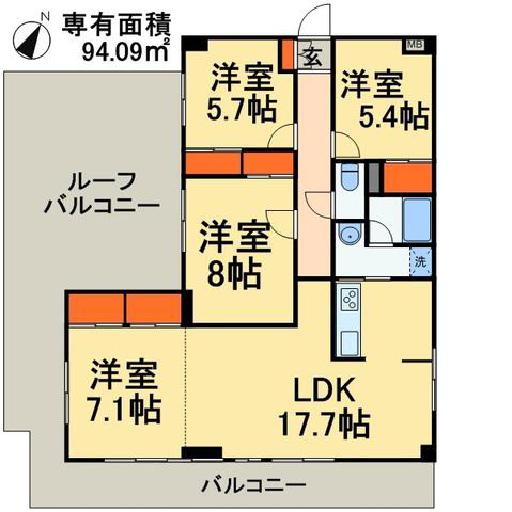 N
専有面積
94.09㎡
玄
MB
洋室
5.7帖
洋室
5.4帖
ルーフ
バルコニー
洋室
8帖
洗
洋室
7.1帖
LDK
17.7帖
バルコニー